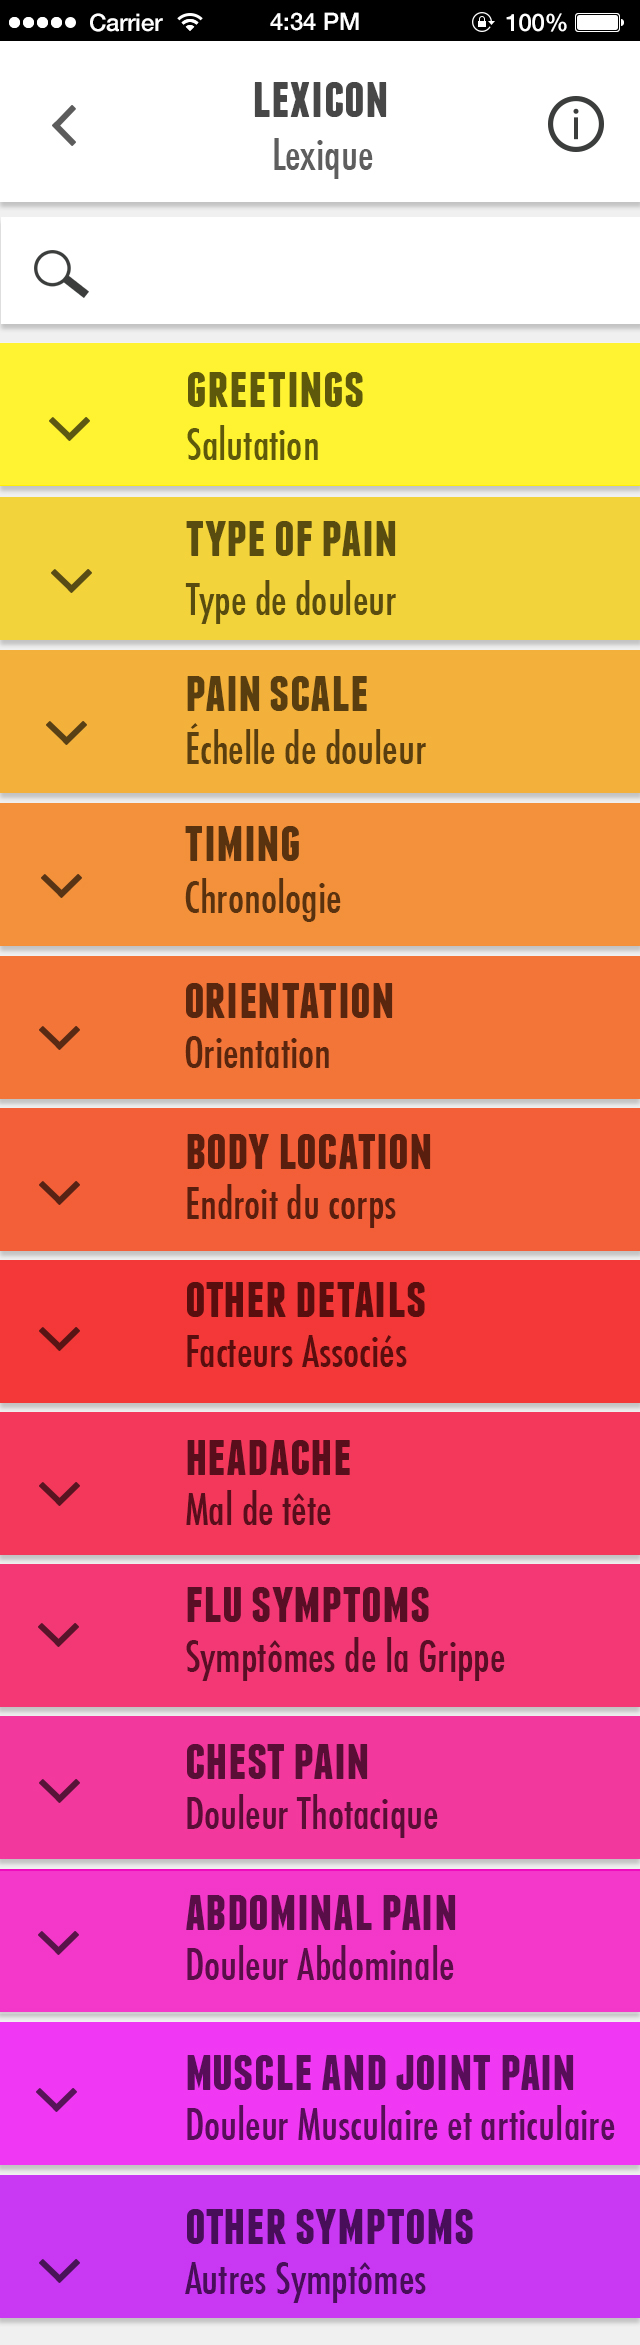 Carrier 4:34 PM 100%
LEXICON
Lexique
GREETINGS
Salutation
TYPE OF PAIN
Type de douleur
PAIN SCALE
Échelle de douleur
TIMING
Chronologie
ORIENTATION
Orientation
BODY LOCATION
Endroit du corps
OTHER DETAILS
Facteurs Associés
HEADACHE
Mal de tête
FLU SYMPTOMS
Symptômes de la Grippe
CHEST PAIN
Douleur Thotacique
ABDOMINAL PAIN
Douleur Abdominale
MUSCLE AND JOINT PAIN
Douleur Musculaire et articulaire
OTHER SYMPTOMS
Autres Symptômes